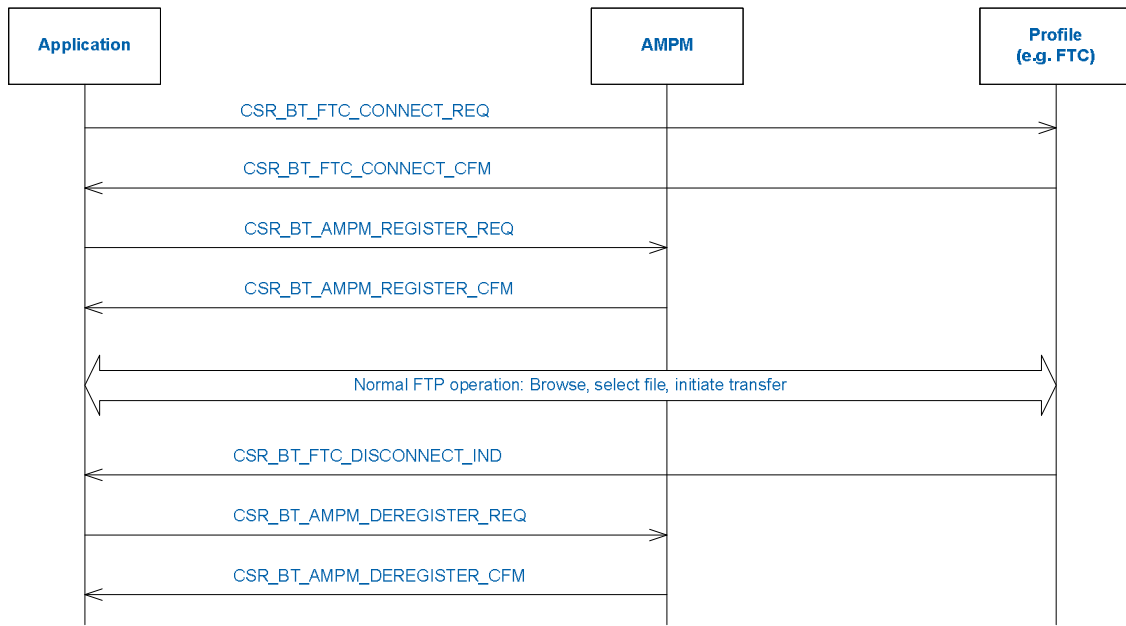 Application
AMPM
Profile
(e.g. FTC)
CSR_BT_FTC_CONNECT_REQ
CSR_BT_FTC_CONNECT_CFM
CSR_BT_AMPM_REGISTER_REQ
CSR_BT_AMPM_REGISTER_CFM
Normal FTP operation: Browse, select file, initiate transfer
CSR_BT_FTC_DISCONNECT_IND
CSR_BT_AMPM_DEREGISTER_REQ
CSR_BT_AMPM_DEREGISTER_CFM